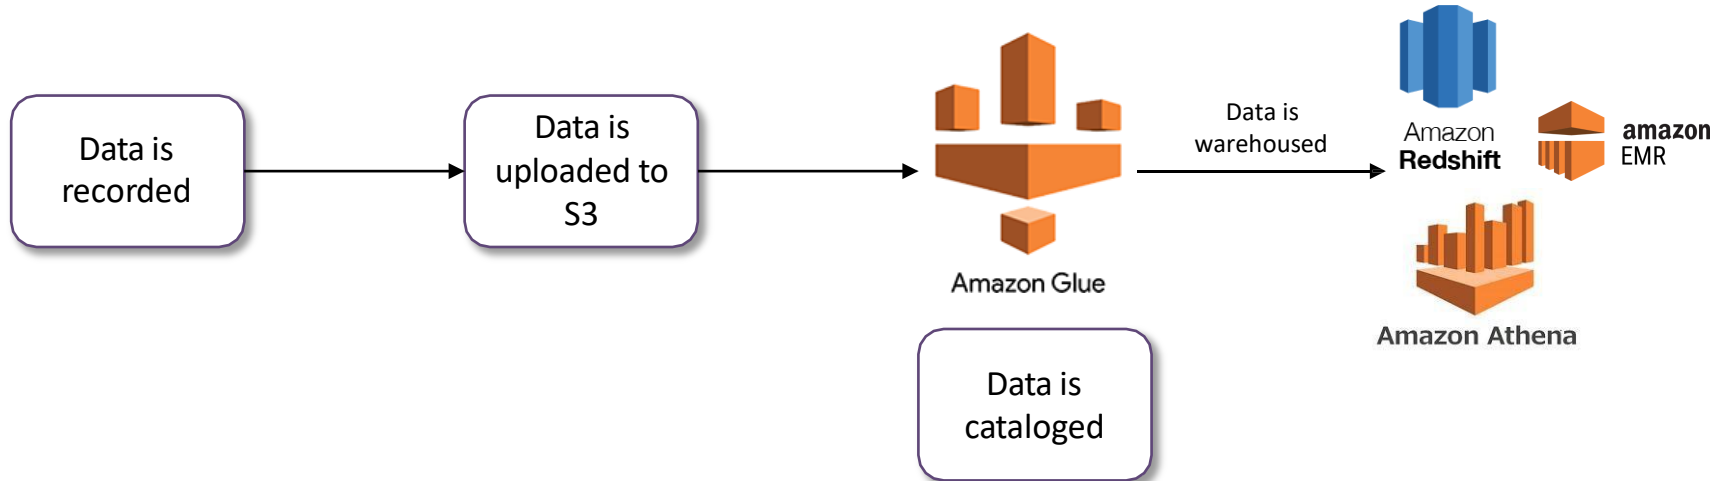 Data is
recorded
Data is
uploaded to
S3
Amazon Glue
Data is
cataloged
Data is
warehoused
Amazon
Redshift
amazon
EMR
Amazon Athena